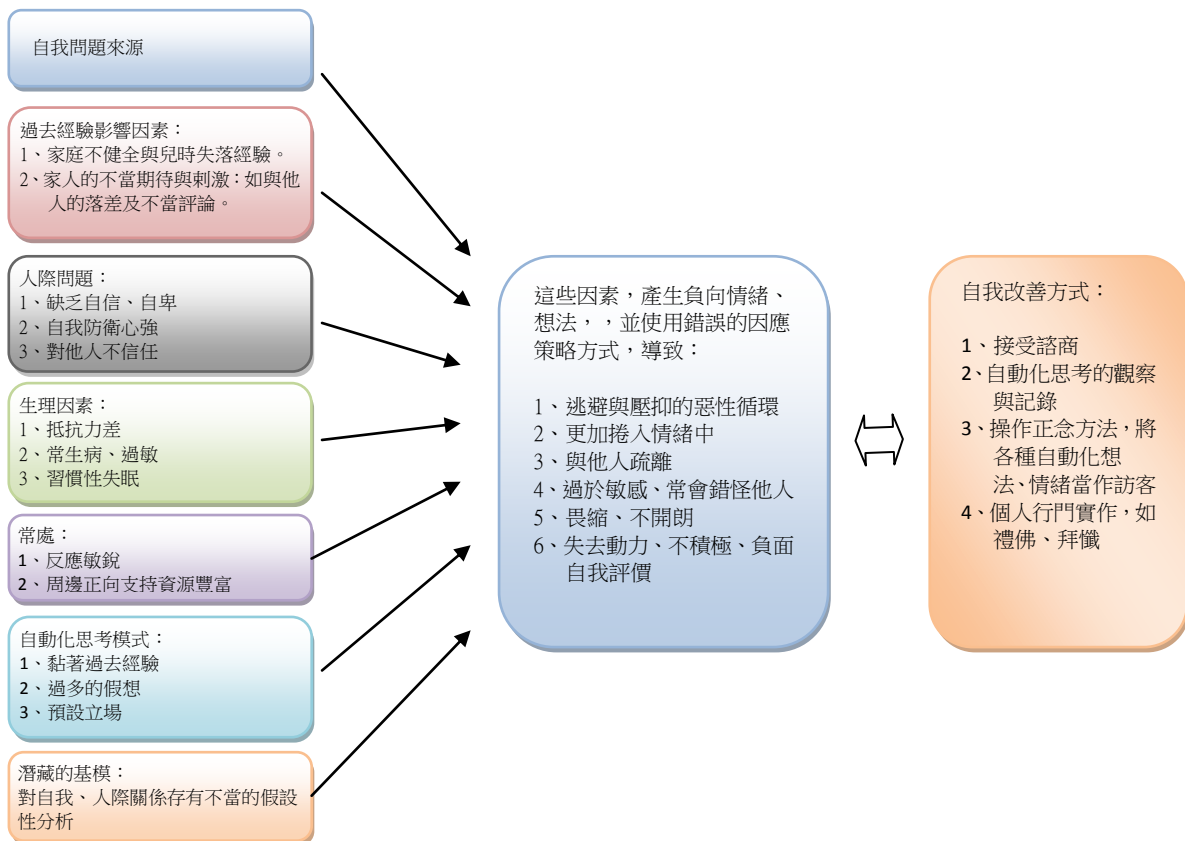 自我問題來源
過去經驗影響因素：
1、家庭不健全與兒時失落經驗。
2、家人的不當期待與刺激：如與他
人的落差及不當評論。
人際問題：
1、缺乏自信、自卑
2、自我防衛心強
3、對他人不信任
生理因素：
1、抵抗力差
2、常生病、過敏
3、習慣性失眠
常處：
1、反應敏銳
2、周邊正向支持資源豐富
自動化思考模式：
1、黏著過去經驗
2、過多的假想
3、預設立場
潛藏的基模：
對自我、人際關係存有不當的假設
性分析
這些因素，產生負向情緒、
想法，，並使用錯誤的因應
策略方式，導致：
1、逃避與壓抑的惡性循環
2、更加捲入情緒中
3、與他人疏離
4、過於敏感、常會錯怪他人
5、畏縮、不開朗
6、失去動力、不積極、負面
自我評價
自我改善方式：
1、接受諮商
2、自動化思考的觀察
與記錄
3、操作正念方法，將
各種自動化想
法、情緒當作訪客
4、個人行門實作，如
禮佛、拜懺